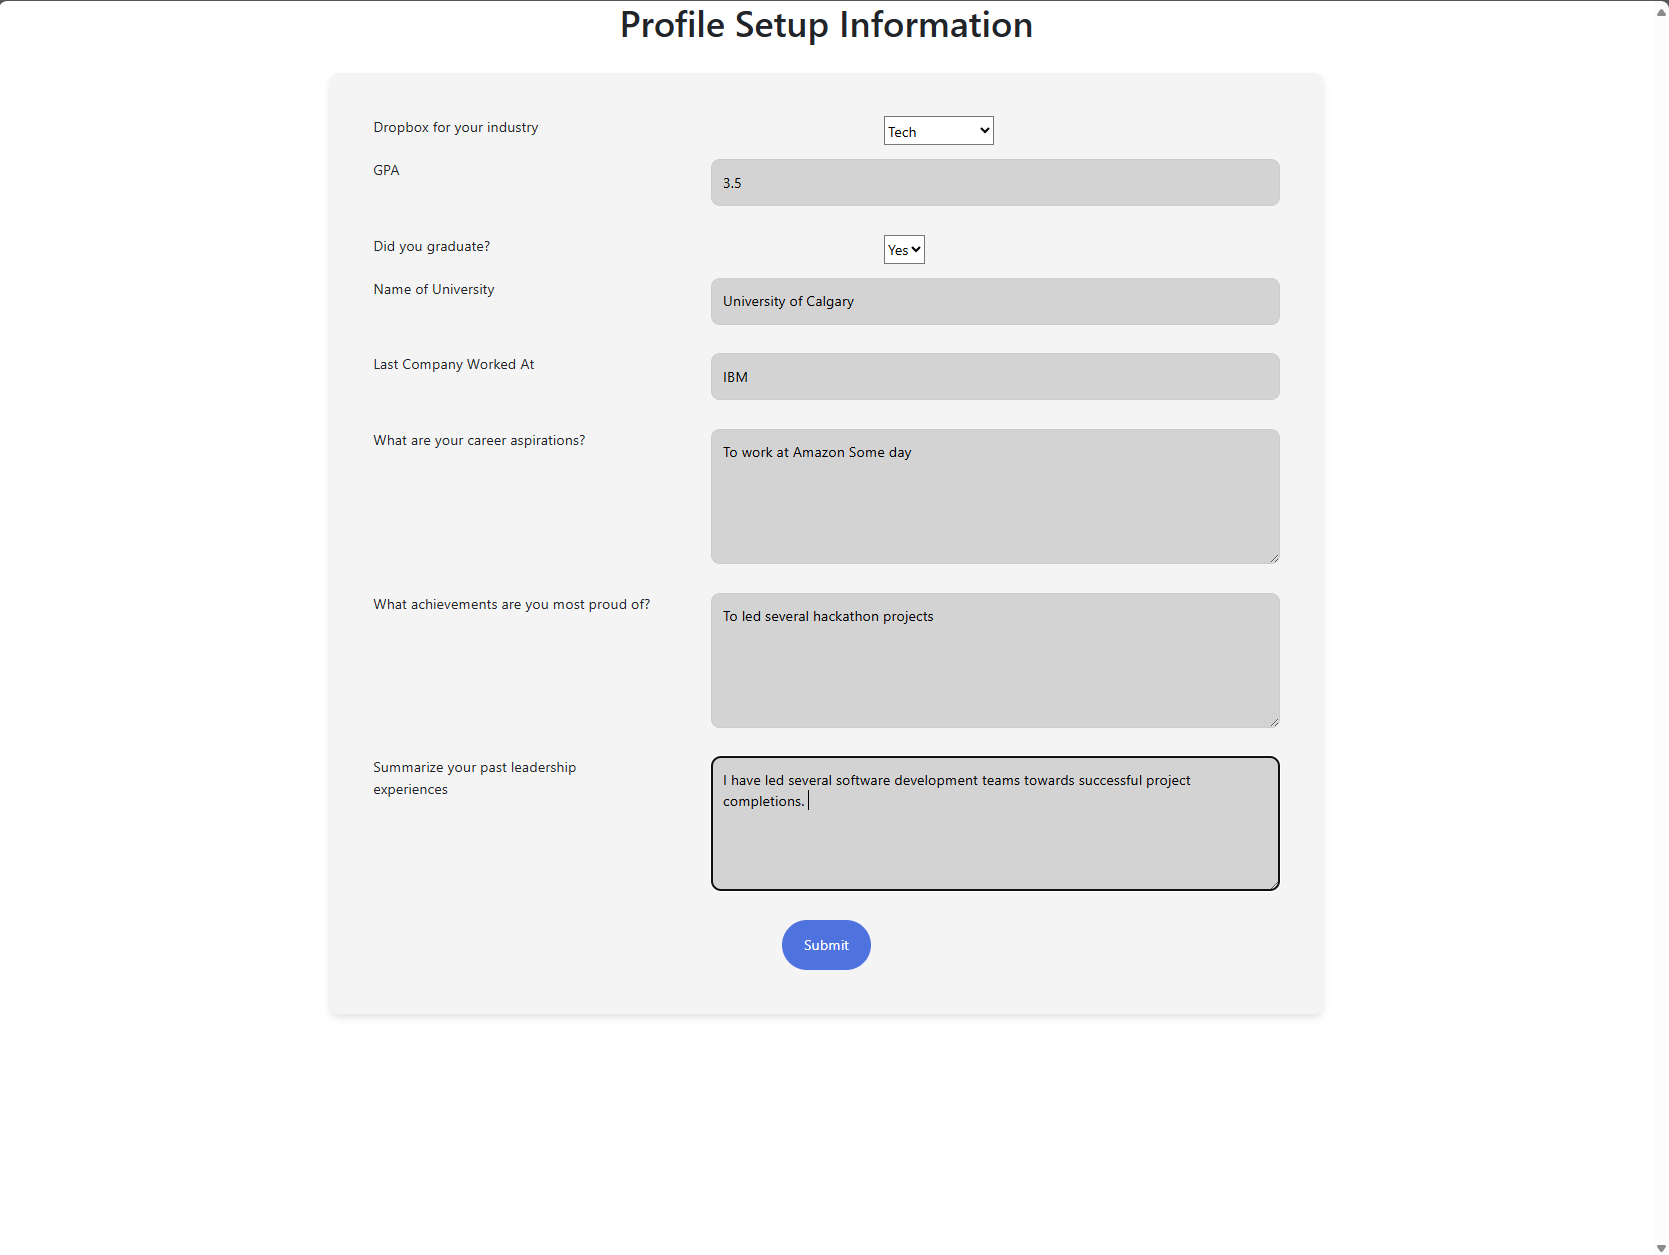 Profile Setup Information
Dropbox for your industry
Tech
GPA
3.5
Did you graduate?
Yes
Name of University
University of Calgary
Last Company Worked At
IBM
What are your career aspirations?
To work at Amazon Some day
What achievements are you most proud of?
To led several hackathon projects
Summarize your past leadership
experiences
I have led several software development teams towards successful project
completions.
Submit